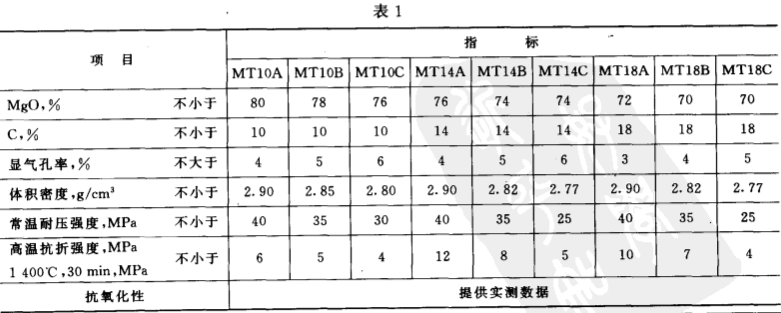 表1
项 目 指 标
MT10A MT10B MT10C MT14A MT14B MT14C MT18A MT18B MT18C
MgO,% 不小于 80 78 76 76 74 74 72 70 70
C,% 不小于 10 10 10 14 14 14 18 18 18
显气孔率,% 不大于 4 5 6 4 5 6 3 4 5
体积密度,g/cm³ 不小于 2.90 2.85 2.80 2.90 2.82 2.77 2.90 2.82 2.77
常温耐压强度,MPa 不小于 40 35 30 40 35 25 40 35 25
高温抗折强度,MPa
1 400℃,30 min,MPa 不小于 6 5 4 12 8 5 10 7 4
抗氧化性 提供实测数据